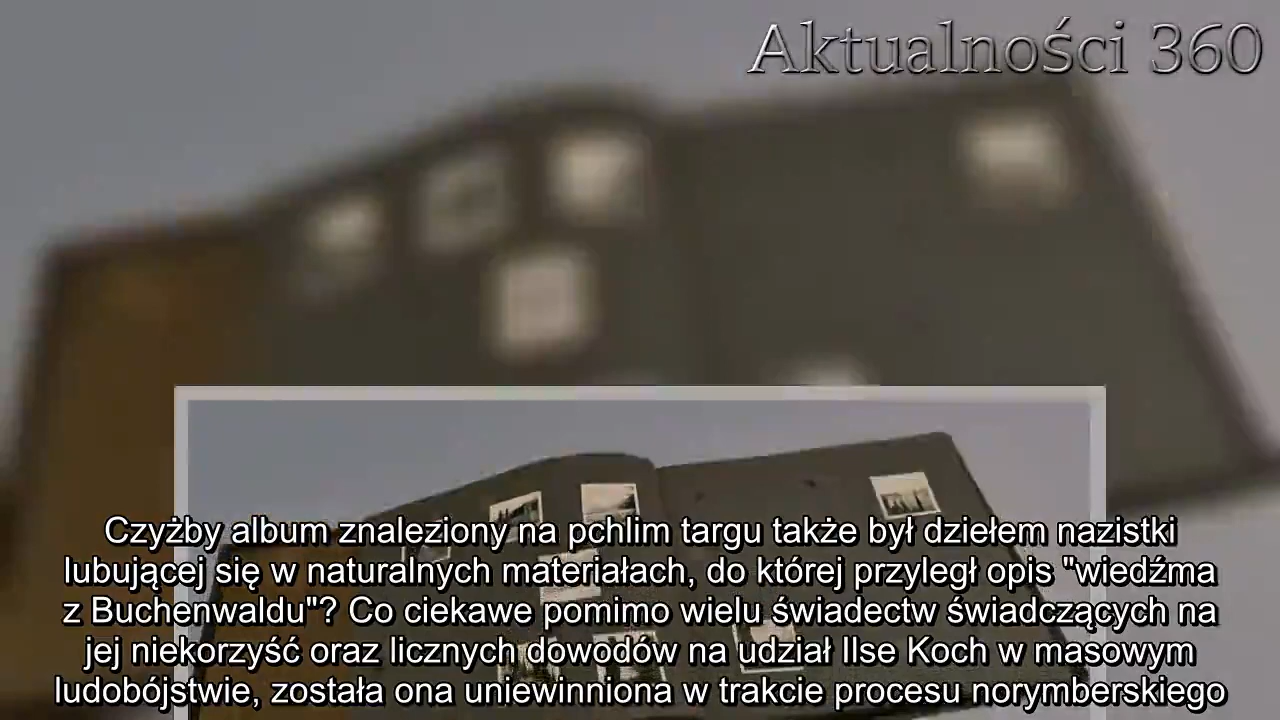 Aktualności 360
Czyżby album znaleziony na pchlim targu także był dziełem nazistki
lubującej się w naturalnych materiałach, do której przyległ opis "wiedźma
z Buchenwaldu"? Co ciekawe pomimo wielu świadectw świadczących na
jej niekorzyść oraz licznych dowodów na udział Ilse Koch w masowym
ludobójstwie, została ona uniewinniona w trakcie procesu norymberskiego